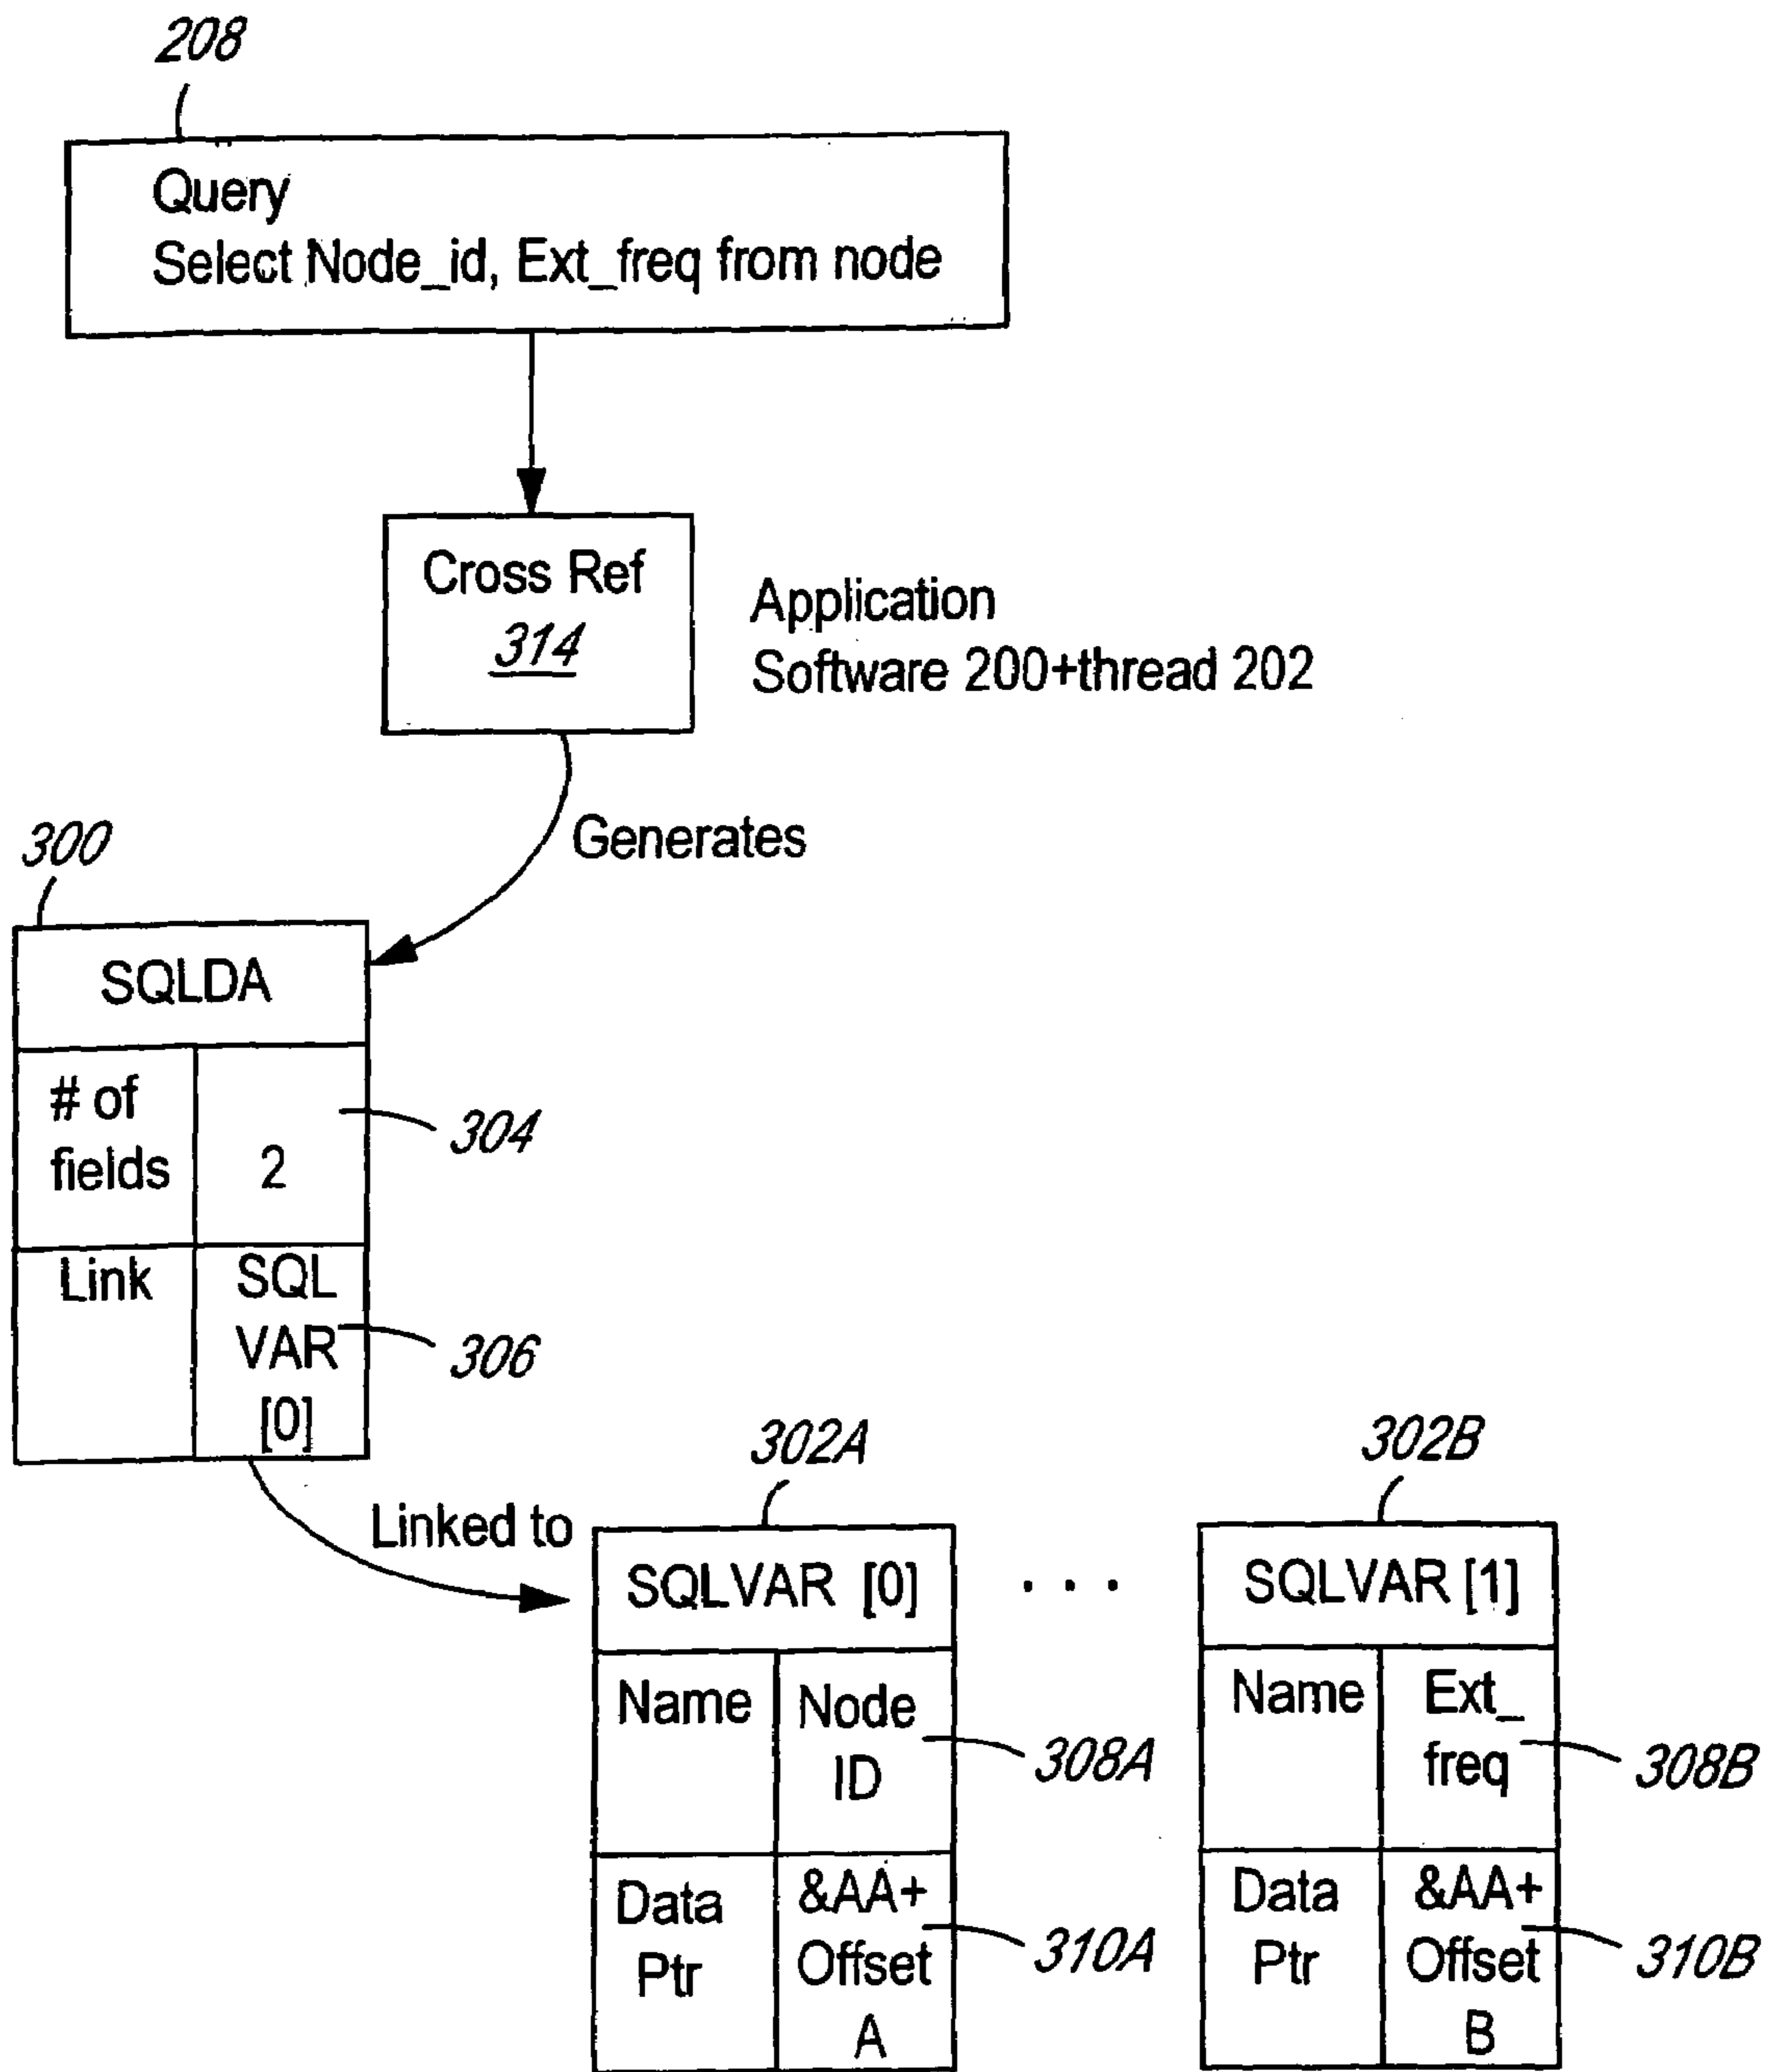 208
Query
Select Node_id, Ext_freq from node
Cross Ref
314
Application
Software 200+thread 202
Generates
300
SQLDA
# of
fields
2
304
Link
SQL
VAR
[0]
306
Linked to
302A
SQLVAR [0]
Name
Node
ID
308A
Data
Ptr
&AA+
Offset
A
310A
. . .
302B
SQLVAR [1]
Name
Ext_
freq
308B
Data
Ptr
&AA+
Offset
B
310B